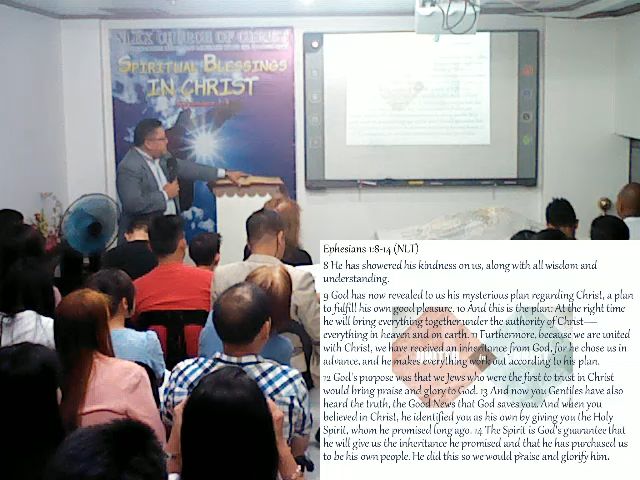 CHURCH OF CHRIST
SPIRITUAL BLESSINGS
IN CHRIST
Ephesians 1:8-14 (NLT)
8 He has showered his kindness on us, along with all wisdom and
understanding.
9 God has now revealed to us his mysterious plan regarding Christ, a plan
to fulfill his own good pleasure. 10 And this is the plan: At the right time
he will bring everything together under the authority of Christ—
everything in heaven and on earth. 11 Furthermore, because we are united
with Christ, we have received an inheritance from God, for he chose us in
advance, and he makes everything work out according to his plan.
12 God's purpose was that we Jews who were the first to trust in Christ
would bring praise and glory to God. 13 And now you Gentiles have also
heard the truth, the Good News that God saves you. And when you
believed in Christ, he identified you as his own by giving you the Holy
Spirit, whom he promised long ago. 14 The Spirit is God's guarantee that
he will give us the inheritance he promised and that he has purchased us
to be his own people. He did this so we would praise and glorify him.